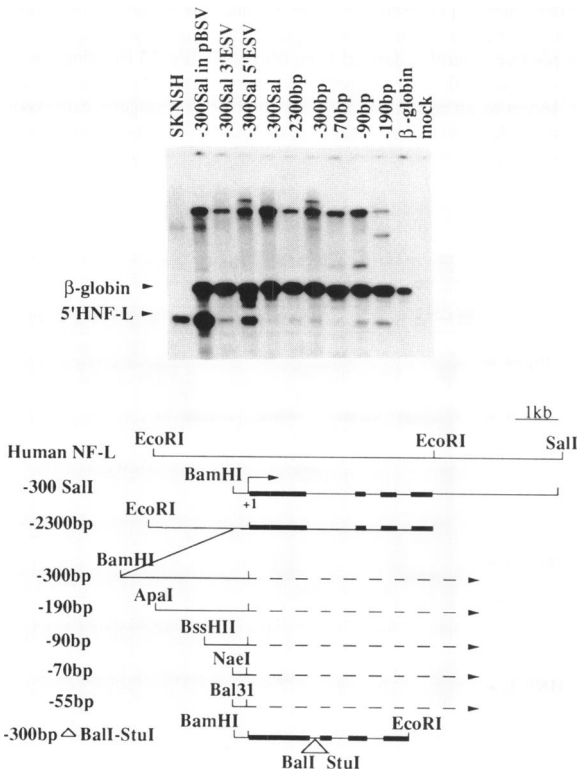 SKNSH
-300Sal in pBSV
-300Sal 3'ESV
-300Sal 5'ESV
-300Sal
-2300bp
-300bp
-70bp
-90bp
-190bp
β-globin
mock
β-globin
5'HNF-L
1kb
EcoRI EcoRI SalI
Human NF-L
BamHI
-300 SalI
+1
EcoRI
-2300bp
BamHI
-300bp
ApaI
-190bp
BssHII
-90bp
NaeI
-70bp
Bal31
-55bp
BamHI EcoRI
-300bp △ BalI-StuI
BalI StuI